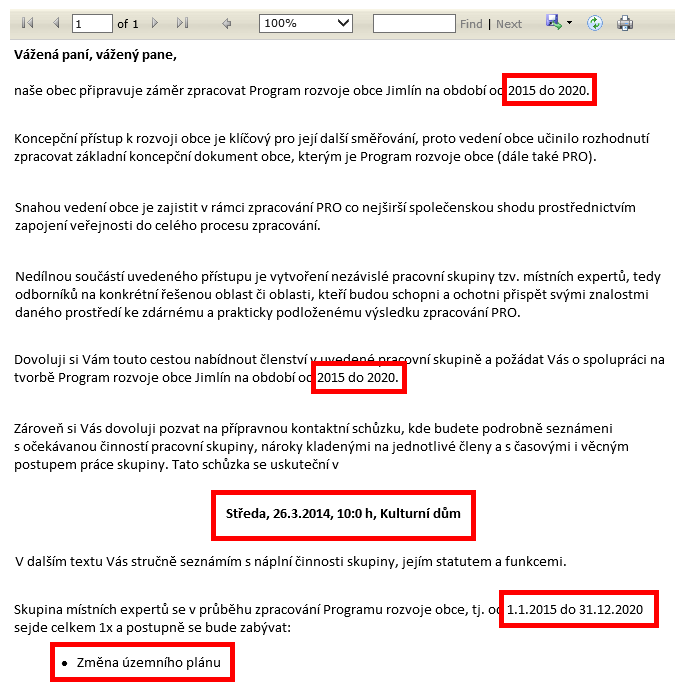 1 of 1 100% Find | Next
Vážená paní, vážený pane,
naše obec připravuje záměr zpracovat Program rozvoje obce Jimlín na období od 2015 do 2020.
Koncepční přístup k rozvoji obce je klíčový pro její další směřování, proto vedení obce učinilo rozhodnutí
zpracovat základní koncepční dokument obce, kterým je Program rozvoje obce (dále také PRO).
Snahou vedení obce je zajistit v rámci zpracování PRO co nejširší společenskou shodu prostřednictvím
zapojení veřejnosti do celého procesu zpracování.
Nedílnou součástí uvedeného přístupu je vytvoření nezávislé pracovní skupiny tzv. místních expertů, tedy
odborníků na konkrétní řešenou oblast či oblasti, kteří budou schopni a ochotni přispět svými znalostmi
daného prostředí ke zdárnému a prakticky podloženému výsledku zpracování PRO.
Dovoluji si Vám touto cestou nabídnout členství v uvedené pracovní skupině a požádat Vás o spolupráci na
tvorbě Program rozvoje obce Jimlín na období od 2015 do 2020.
Zároveň si Vás dovoluji pozvat na přípravnou kontaktní schůzku, kde budete podrobně seznámeni
s očekávanou činností pracovní skupiny, nároky kladenými na jednotlivé členy a s časovými i věcným
postupem práce skupiny. Tato schůzka se uskuteční v
Středa, 26.3.2014, 10:0 h, Kulturní dům
V dalším textu Vás stručně seznámím s náplní činnosti skupiny, jejím statutem a funkcemi.
Skupina místních expertů se v průběhu zpracování Programu rozvoje obce, tj. od 1.1.2015 do 31.12.2020
sejde celkem 1x a postupně se bude zabývat:
• Změna územního plánu